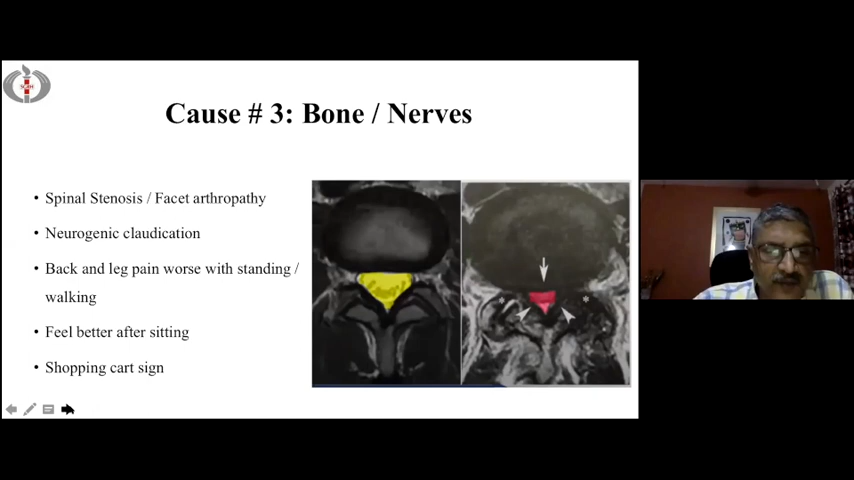 Cause # 3: Bone / Nerves
• Spinal Stenosis / Facet arthropathy
• Neurogenic claudication
• Back and leg pain worse with standing /
walking
• Feel better after sitting
• Shopping cart sign